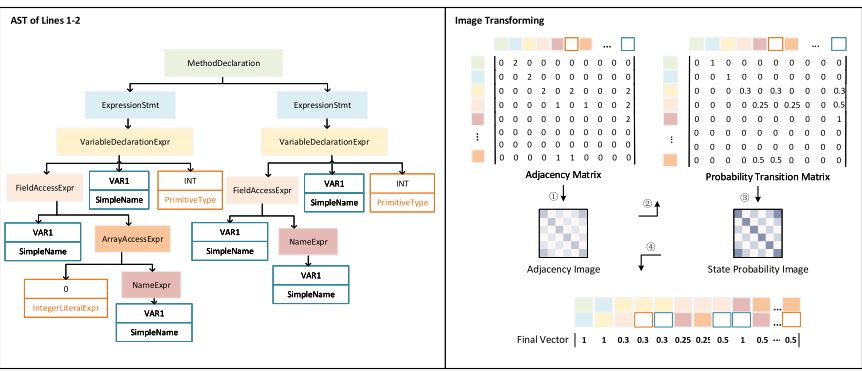 AST of Lines 1-2
MethodDeclaration
ExpressionStmt
ExpressionStmt
VariableDeclarationExpr
VariableDeclarationExpr
FieldAccessExpr
VAR1
SimpleName
INT
PrimitiveType
FieldAccessExpr
VAR1
SimpleName
INT
PrimitiveType
VAR1
SimpleName
ArrayAccessExpr
VAR1
SimpleName
NameExpr
0
IntegerLiteralExpr
NameExpr
VAR1
SimpleName
VAR1
SimpleName
Image Transforming
...
0 2 0 0 0 0 0 0 0 0
0 0 2 0 0 0 0 0 0 0
0 0 0 2 0 2 0 0 0 2
0 0 0 0 1 0 1 0 0 2
0 0 0 0 0 0 0 0 0 2
0 0 0 0 0 0 0 0 0 0
0 0 0 0 0 0 0 0 0 0
0 0 0 0 1 1 0 0 0 0
Adjacency Matrix
...
0 1 0 0 0 0 0 0 0 0
0 0 1 0 0 0 0 0 0 0
0 0 0 0.3 0 0.3 0 0 0 0.3
0 0 0 0 0.25 0 0.25 0 0 0.5
0 0 0 0 0 0 0 0 0 1
0 0 0 0 0 0 0 0 0 0
0 0 0 0 0 0 0 0 0 0
0 0 0 0 0.5 0.5 0 0 0 0
Probability Transition Matrix
①
②
③
④
Adjacency Image
State Probability Image
...
Final Vector 1 1 0.3 0.3 0.3 0.25 0.25 0.5 1 0.5 ... 0.5